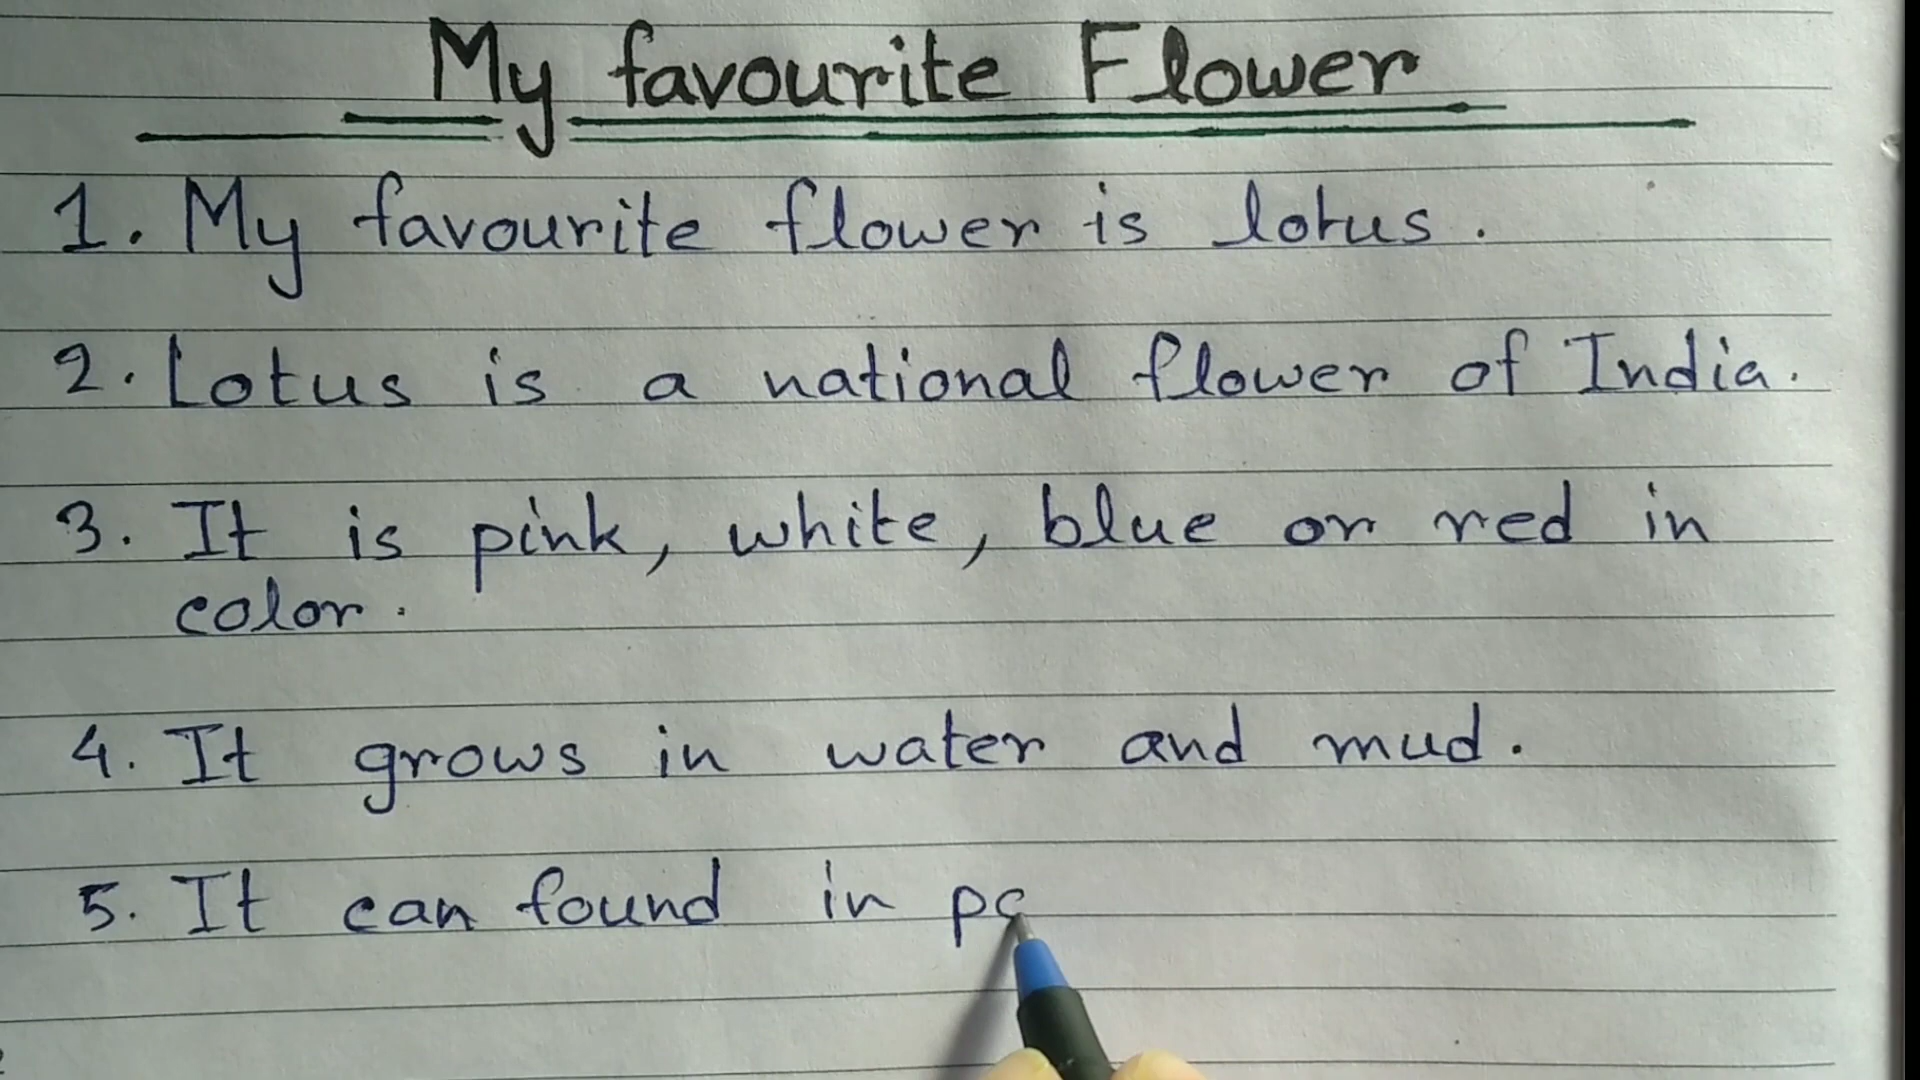 My favourite Flower
1. My favourite flower is lotus.
2. Lotus is a national flower of India.
3. It is pink, white, blue or red in
color.
4. It grows in water and mud.
5. It can found in